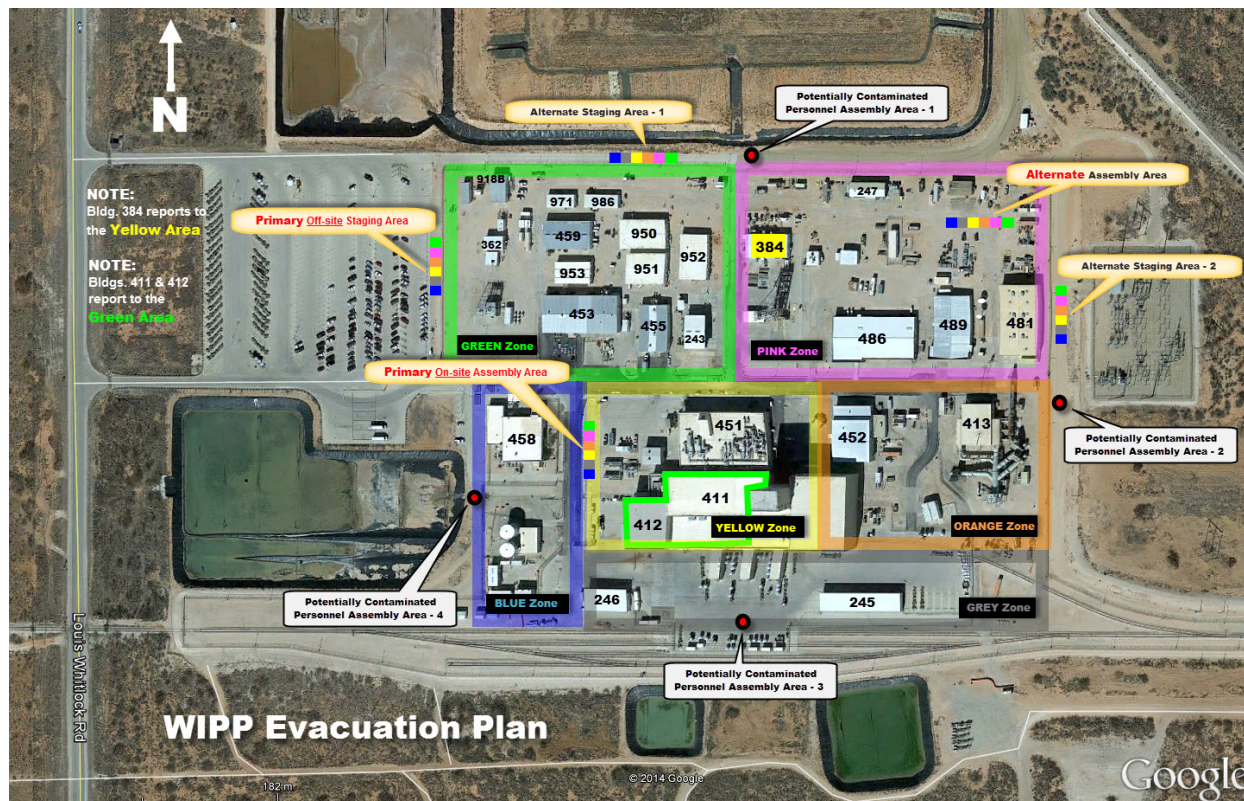 N
NOTE:
Bldg. 384 reports to
the Yellow Area
NOTE:
Bldgs. 411 & 412
report to the
Green Area
Alternate Staging Area - 1
Potentially Contaminated
Personnel Assembly Area - 1
Primary Off-site Staging Area
Alternate Assembly Area
Alternate Staging Area - 2
918B
971
986
362
459
950
951
952
953
453
455
243
GREEN Zone
247
384
486
489
481
PINK Zone
Primary On-site Assembly Area
458
451
411
412
YELLOW Zone
452
413
ORANGE Zone
Potentially Contaminated
Personnel Assembly Area - 2
BLUE Zone
246
245
GREY Zone
Potentially Contaminated
Personnel Assembly Area - 4
Potentially Contaminated
Personnel Assembly Area - 3
Louis Whitlock Rd
WIPP Evacuation Plan
182 m
© 2014 Google
Google